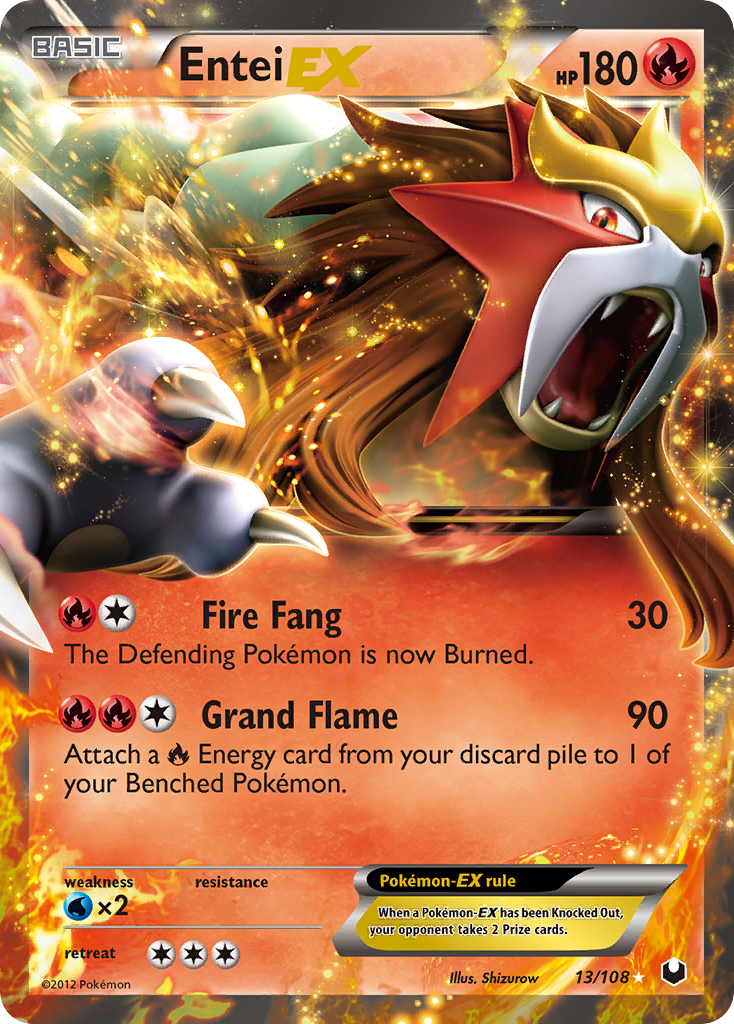 BASIC
Entei EX
HP 180
Fire Fang 30
The Defending Pokémon is now Burned.
Grand Flame 90
Attach a Energy card from your discard pile to 1 of
your Benched Pokémon.
weakness resistance
×2
retreat
Pokémon-EX rule
When a Pokémon-EX has been Knocked Out,
your opponent takes 2 Prize cards.
©2012 Pokémon
Illus. Shizurow 13/108